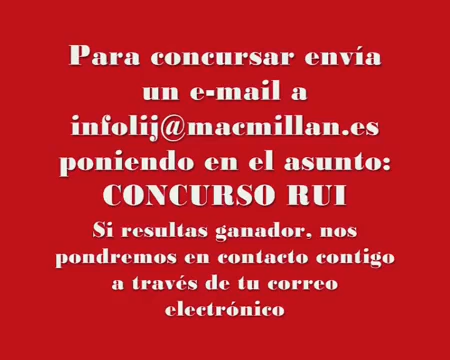 Para concursar envía
un e-mail a
infolij@macmillan.es
poniendo en el asunto:
CONCURSO RUI
Si resultas ganador, nos
pondremos en contacto contigo
a través de tu correo
electrónico